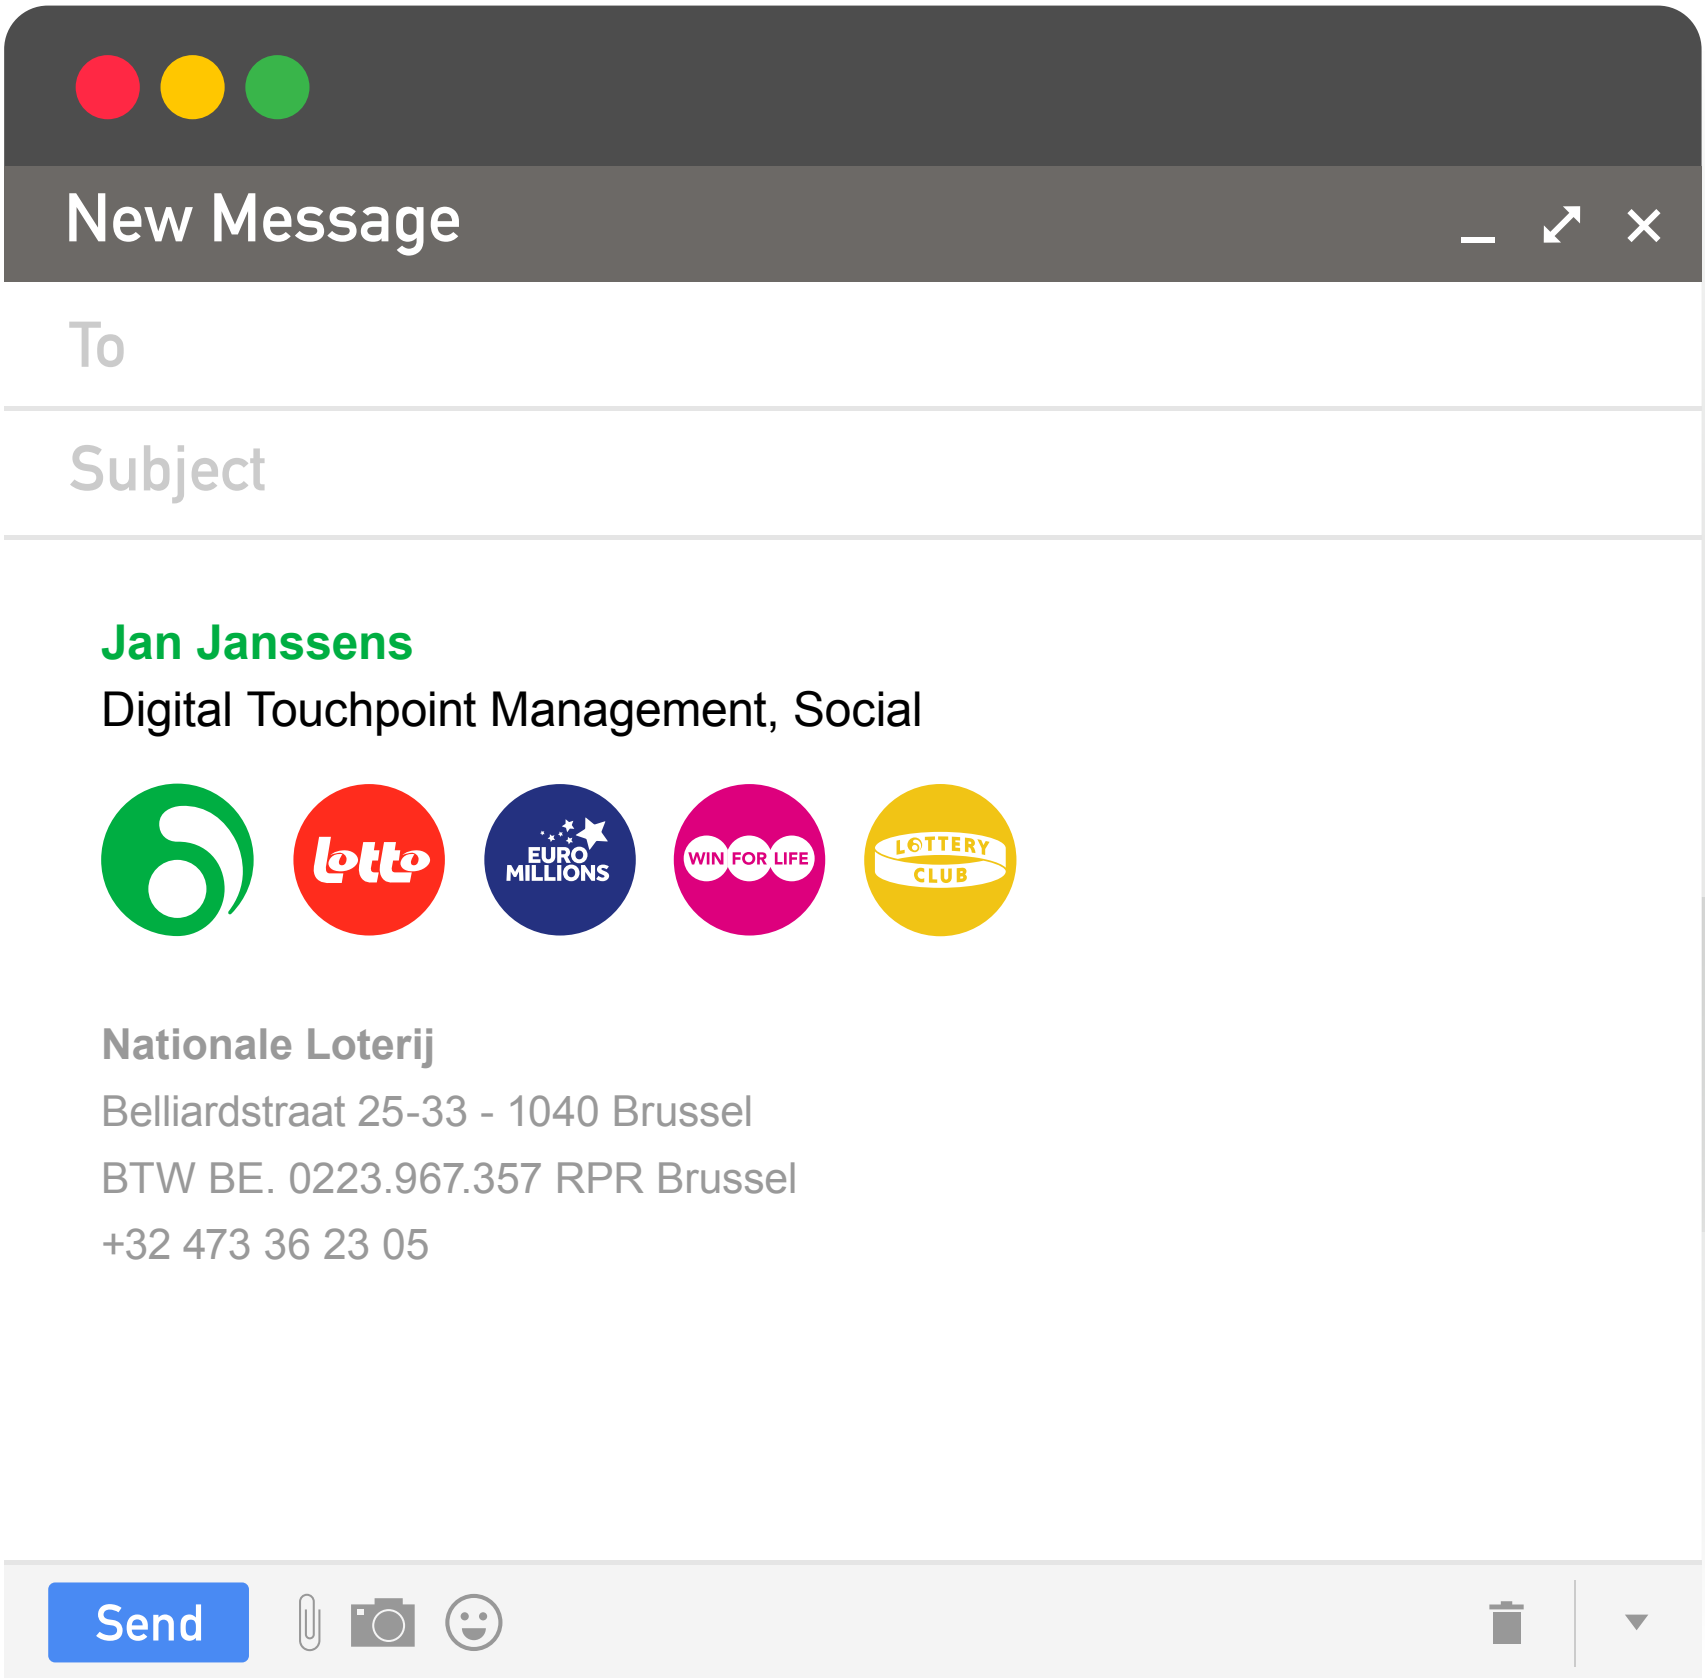 New Message
To
Subject
Jan Janssens
Digital Touchpoint Management, Social
lotto
EURO
MILLIONS
WIN FOR LIFE
LOTTERY
CLUB
Nationale Loterij
Belliardstraat 25-33 - 1040 Brussel
BTW BE. 0223.967.357 RPR Brussel
+32 473 36 23 05
Send